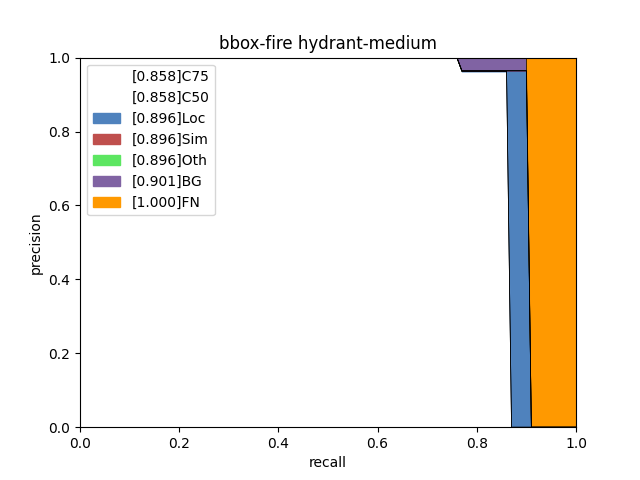 bbox-fire hydrant-medium
1.0
0.8
0.6
0.4
0.2
0.0
precision
[0.858]C75
[0.858]C50
[0.896]Loc
[0.896]Sim
[0.896]Oth
[0.901]BG
[1.000]FN
0.0 0.2 0.4 0.6 0.8 1.0
recall